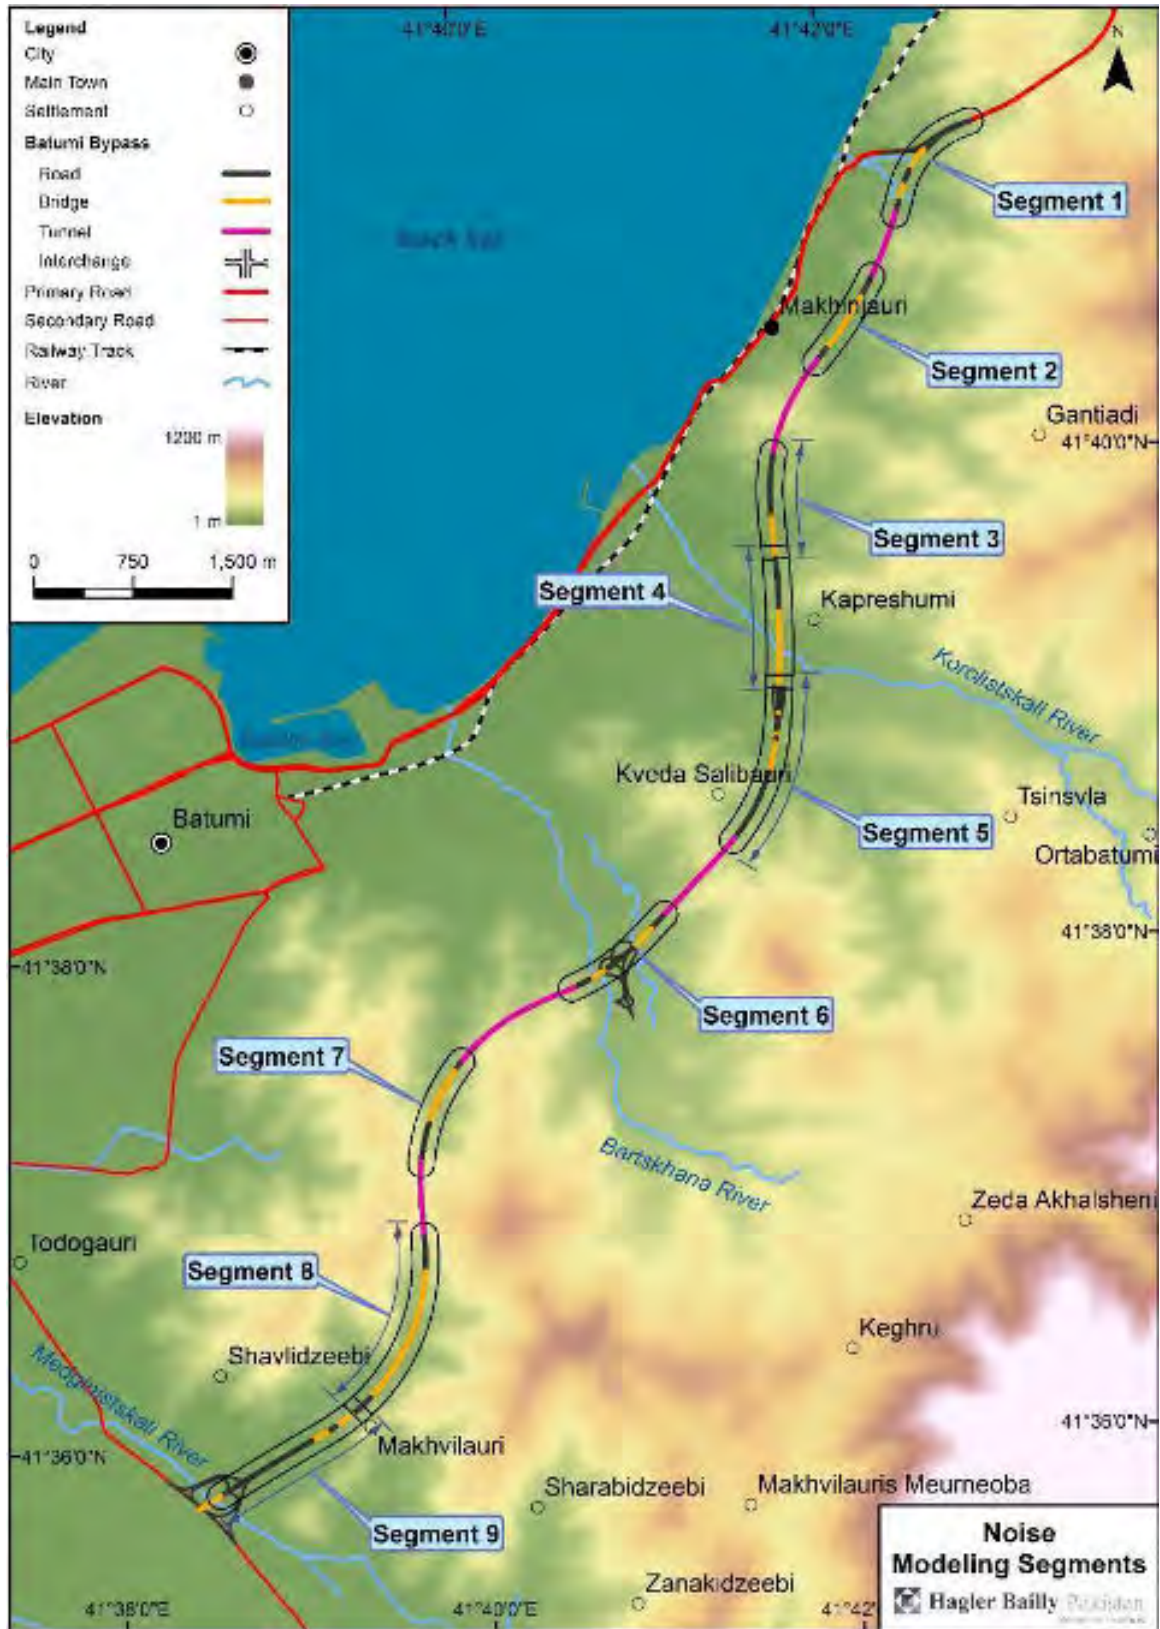 Legend
City
Main Town
Settlement
Batumi Bypass
Road
Bridge
Tunnel
Interchange
Primary Road
Secondary Road
Railway Track
River
Elevation
1200 m
1 m
0 750 1,500 m
41°40'0"E
41°42'0"E
N
Segment 1
Makhinjauri
Segment 2
Gantiadi
41°40'0"N
Segment 3
Segment 4
Kapreshumi
Korolistskali River
Kveda Salibauri
Tsinsvla
Batumi
Segment 5
Ortabatumi
41°38'0"N
41°38'0"N
Segment 6
Segment 7
Bartskhana River
Zeda Akhalsheni
Todogauri
Segment 8
Keghru
Shavlidzeebi
41°36'0"N
Makhvilauri
41°36'0"N
Sharabidzeebi
Makhvilauris Meurneoba
Segment 9
Noise
Modeling Segments
Hagler Bailly Pakistan
Zanakidzeebi
41°38'0"E
41°40'0"E
41°42'